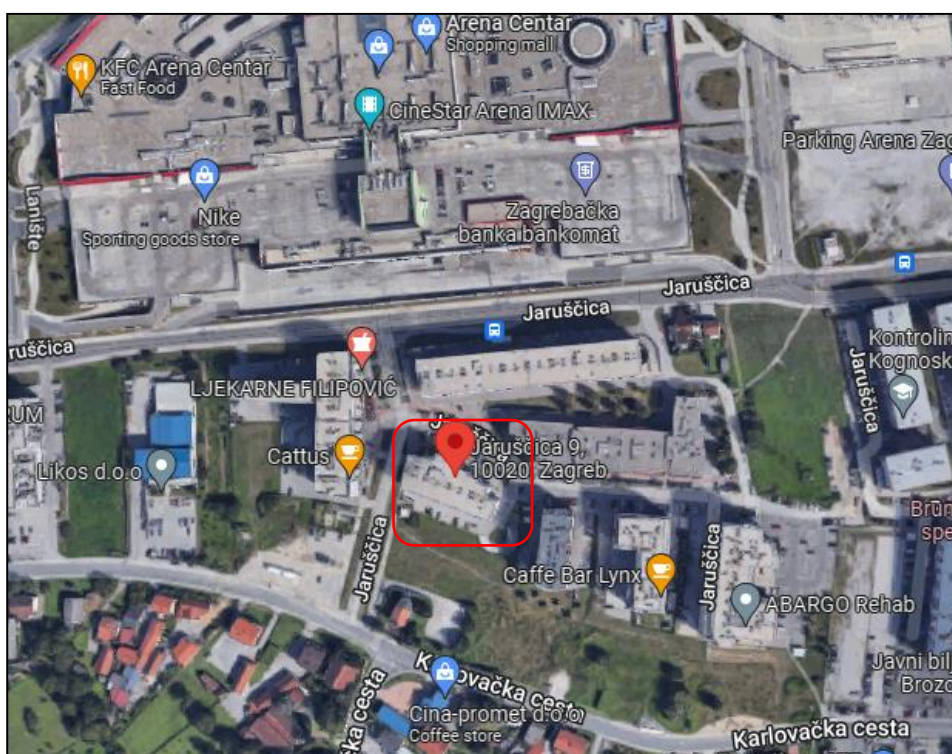 Arena Centar
Shopping mall
KFC Arena Centar
Fast Food
CineStar Arena IMAX
Parking Arena Zag
Lanište
Nike
Sporting goods store
Zagrebačka
banka bankomat
Jaruščica
Jaruščica
ruščica
LJEKARNE FILIPOVIĆ
Jaruščica
Kontrolin
Kognosk
UM
Likos d.o.o
Cattus
Jaruščica 9,
10020, Zagreb
Jaruščica
Jaruščica
Caffe Bar Lynx
Jaruščica
ABARGO Rehab
Javni bil
Brozo
Karlovačka cesta
Cina-promet d.o.o
Coffee store
Karlovačka cesta